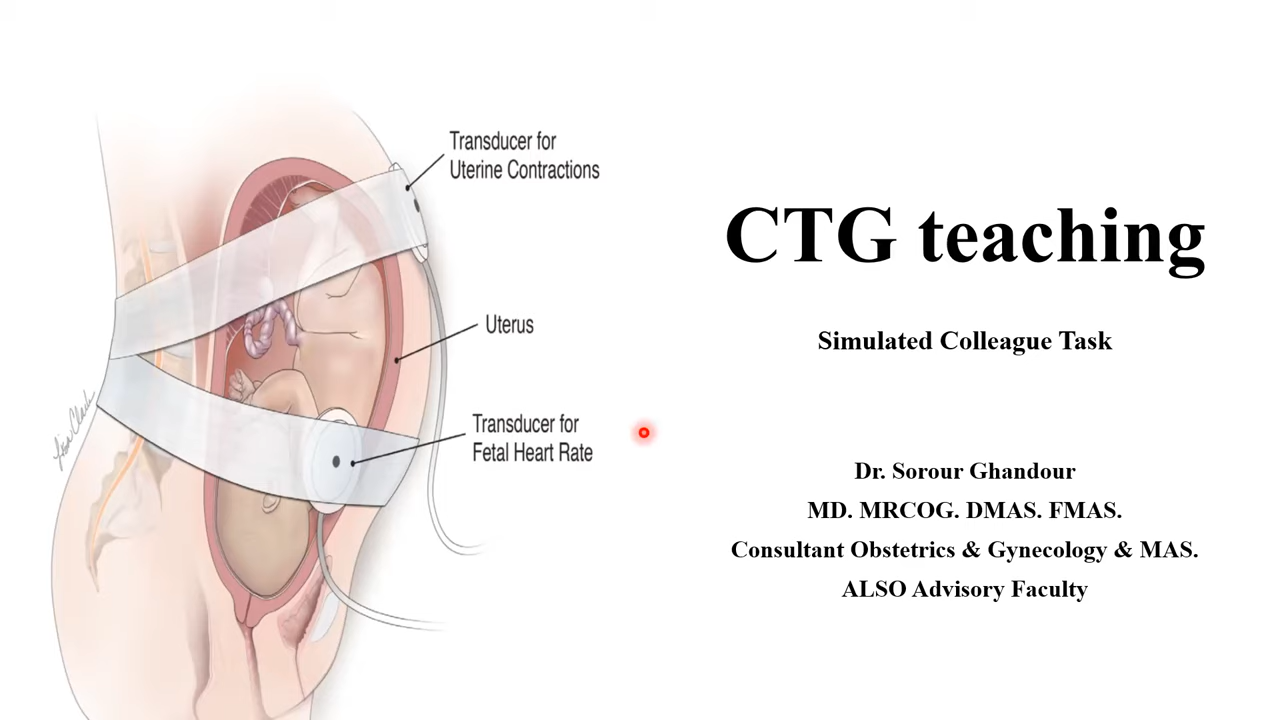 Transducer for
Uterine Contractions
Uterus
Transducer for
Fetal Heart Rate
CTG teaching
Simulated Colleague Task
Dr. Sorour Ghandour
MD. MRCOG. DMAS. FMAS.
Consultant Obstetrics & Gynecology & MAS.
ALSO Advisory Faculty